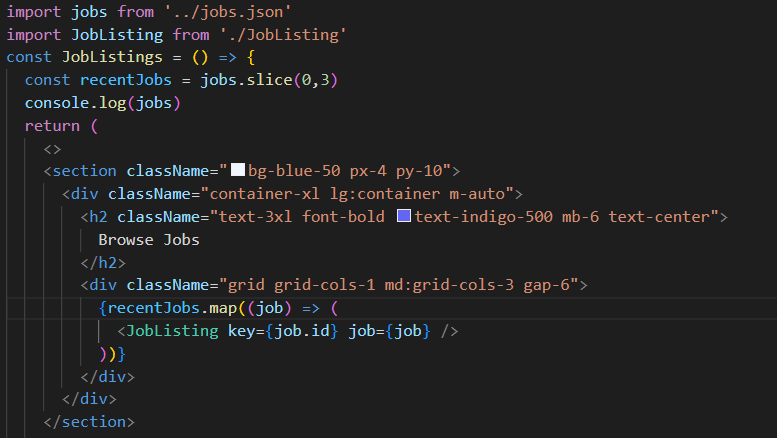 import jobs from '../jobs.json'
import JobListing from './JobListing'
const JobListings = () => {
  const recentJobs = jobs.slice(0,3)
  console.log(jobs)
  return (
    <>
    <section className="bg-blue-50 px-4 py-10">
      <div className="container-xl lg:container m-auto">
        <h2 className="text-3xl font-bold text-indigo-500 mb-6 text-center">
          Browse Jobs
        </h2>
        <div className="grid grid-cols-1 md:grid-cols-3 gap-6">
          {recentJobs.map((job) => (
            <JobListing key={job.id} job={job} />
          ))}
        </div>
      </div>
    </section>